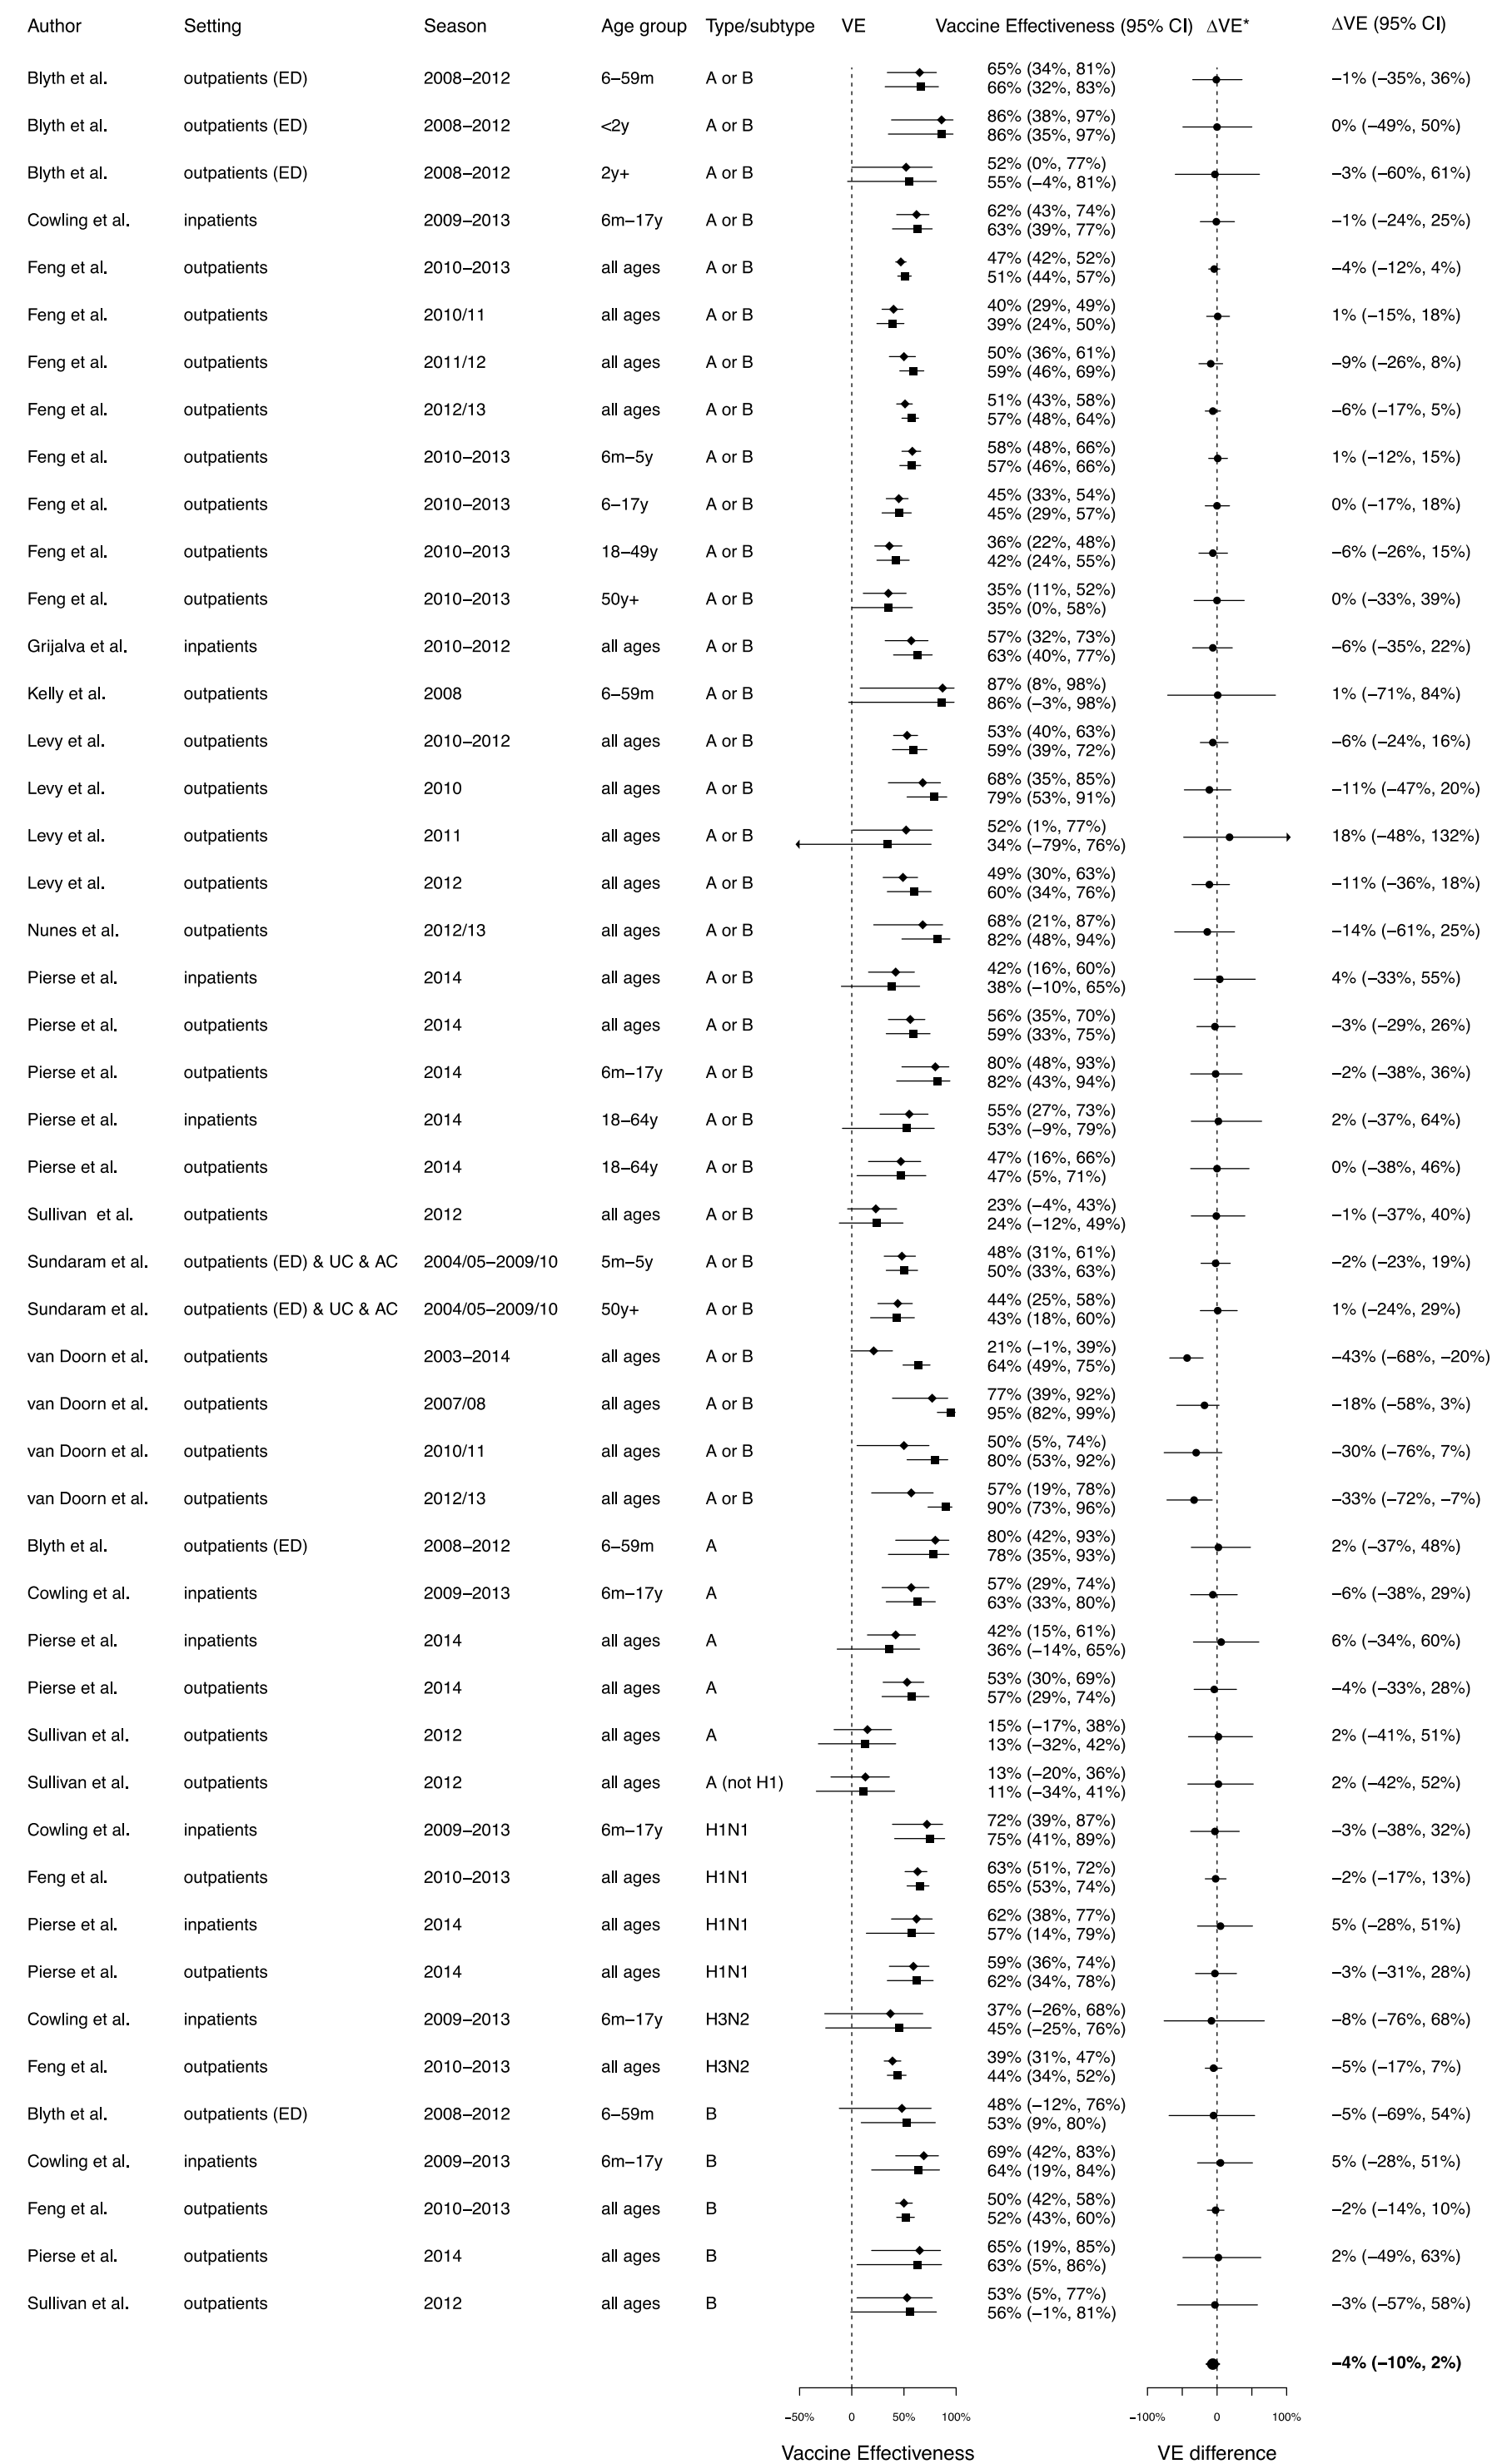 Author Setting Season Age group Type/subtype VE Vaccine Effectiveness (95% CI) ΔVE* ΔVE (95% CI)
Blyth et al. outpatients (ED) 2008−2012 6−59m A or B 65% (34%, 81%) −1% (−35%, 36%)
66% (32%, 83%)
Blyth et al. outpatients (ED) 2008−2012 <2y A or B 86% (38%, 97%) 0% (−49%, 50%)
86% (35%, 97%)
Blyth et al. outpatients (ED) 2008−2012 2y+ A or B 52% (0%, 77%) −3% (−60%, 61%)
55% (−4%, 81%)
Cowling et al. inpatients 2009−2013 6m−17y A or B 62% (43%, 74%) −1% (−24%, 25%)
63% (39%, 77%)
Feng et al. outpatients 2010−2013 all ages A or B 47% (42%, 52%) −4% (−12%, 4%)
51% (44%, 57%)
Feng et al. outpatients 2010/11 all ages A or B 40% (29%, 49%) 1% (−15%, 18%)
39% (24%, 50%)
Feng et al. outpatients 2011/12 all ages A or B 50% (36%, 61%) −9% (−26%, 8%)
59% (46%, 69%)
Feng et al. outpatients 2012/13 all ages A or B 51% (43%, 58%) −6% (−17%, 5%)
57% (48%, 64%)
Feng et al. outpatients 2010−2013 6m−5y A or B 58% (48%, 66%) 1% (−12%, 15%)
57% (46%, 66%)
Feng et al. outpatients 2010−2013 6−17y A or B 45% (33%, 54%) 0% (−17%, 18%)
45% (29%, 57%)
Feng et al. outpatients 2010−2013 18−49y A or B 36% (22%, 48%) −6% (−26%, 15%)
42% (24%, 55%)
Feng et al. outpatients 2010−2013 50y+ A or B 35% (11%, 52%) 0% (−33%, 39%)
35% (0%, 58%)
Grijalva et al. inpatients 2010−2012 all ages A or B 57% (32%, 73%) −6% (−35%, 22%)
63% (40%, 77%)
Kelly et al. outpatients 2008 6−59m A or B 87% (8%, 98%) 1% (−71%, 84%)
86% (−3%, 98%)
Levy et al. outpatients 2010−2012 all ages A or B 53% (40%, 63%) −6% (−24%, 16%)
59% (39%, 72%)
Levy et al. outpatients 2010 all ages A or B 68% (35%, 85%) −11% (−47%, 20%)
79% (53%, 91%)
Levy et al. outpatients 2011 all ages A or B 52% (1%, 77%) 18% (−48%, 132%)
34% (−79%, 76%)
Levy et al. outpatients 2012 all ages A or B 49% (30%, 63%) −11% (−36%, 18%)
60% (34%, 76%)
Nunes et al. outpatients 2012/13 all ages A or B 68% (21%, 87%) −14% (−61%, 25%)
82% (48%, 94%)
Pierse et al. inpatients 2014 all ages A or B 42% (16%, 60%) 4% (−33%, 55%)
38% (−10%, 65%)
Pierse et al. outpatients 2014 all ages A or B 56% (35%, 70%) −3% (−29%, 26%)
59% (33%, 75%)
Pierse et al. outpatients 2014 6m−17y A or B 80% (48%, 93%) −2% (−38%, 36%)
82% (43%, 94%)
Pierse et al. inpatients 2014 18−64y A or B 55% (27%, 73%) 2% (−37%, 64%)
53% (−9%, 79%)
Pierse et al. outpatients 2014 18−64y A or B 47% (16%, 66%) 0% (−38%, 46%)
47% (5%, 71%)
Sullivan et al. outpatients 2012 all ages A or B 23% (−4%, 43%) −1% (−37%, 40%)
24% (−12%, 49%)
Sundaram et al. outpatients (ED) & UC & AC 2004/05−2009/10 5m−5y A or B 48% (31%, 61%) −2% (−23%, 19%)
50% (33%, 63%)
Sundaram et al. outpatients (ED) & UC & AC 2004/05−2009/10 50y+ A or B 44% (25%, 58%) 1% (−24%, 29%)
43% (18%, 60%)
van Doorn et al. outpatients 2003−2014 all ages A or B 21% (−1%, 39%) −43% (−68%, −20%)
64% (49%, 75%)
van Doorn et al. outpatients 2007/08 all ages A or B 77% (39%, 92%) −18% (−58%, 3%)
95% (82%, 99%)
van Doorn et al. outpatients 2010/11 all ages A or B 50% (5%, 74%) −30% (−76%, 7%)
80% (53%, 92%)
van Doorn et al. outpatients 2012/13 all ages A or B 57% (19%, 78%) −33% (−72%, −7%)
90% (73%, 96%)
Blyth et al. outpatients (ED) 2008−2012 6−59m A 80% (42%, 93%) 2% (−37%, 48%)
78% (35%, 93%)
Cowling et al. inpatients 2009−2013 6m−17y A 57% (29%, 74%) −6% (−38%, 29%)
63% (33%, 80%)
Pierse et al. inpatients 2014 all ages A 42% (15%, 61%) 6% (−34%, 60%)
36% (−14%, 65%)
Pierse et al. outpatients 2014 all ages A 53% (30%, 69%) −4% (−33%, 28%)
57% (29%, 74%)
Sullivan et al. outpatients 2012 all ages A 15% (−17%, 38%) 2% (−41%, 51%)
13% (−32%, 42%)
Sullivan et al. outpatients 2012 all ages A (not H1) 13% (−20%, 36%) 2% (−42%, 52%)
11% (−34%, 41%)
Cowling et al. inpatients 2009−2013 6m−17y H1N1 72% (39%, 87%) −3% (−38%, 32%)
75% (41%, 89%)
Feng et al. outpatients 2010−2013 all ages H1N1 63% (51%, 72%) −2% (−17%, 13%)
65% (53%, 74%)
Pierse et al. inpatients 2014 all ages H1N1 62% (38%, 77%) 5% (−28%, 51%)
57% (14%, 79%)
Pierse et al. outpatients 2014 all ages H1N1 59% (36%, 74%) −3% (−31%, 28%)
62% (34%, 78%)
Cowling et al. inpatients 2009−2013 6m−17y H3N2 37% (−26%, 68%) −8% (−76%, 68%)
45% (−25%, 76%)
Feng et al. outpatients 2010−2013 all ages H3N2 39% (31%, 47%) −5% (−17%, 7%)
44% (34%, 52%)
Blyth et al. outpatients (ED) 2008−2012 6−59m B 48% (−12%, 76%) −5% (−69%, 54%)
53% (9%, 80%)
Cowling et al. inpatients 2009−2013 6m−17y B 69% (42%, 83%) 5% (−28%, 51%)
64% (19%, 84%)
Feng et al. outpatients 2010−2013 all ages B 50% (42%, 58%) −2% (−14%, 10%)
52% (43%, 60%)
Pierse et al. outpatients 2014 all ages B 65% (19%, 85%) 2% (−49%, 63%)
63% (5%, 86%)
Sullivan et al. outpatients 2012 all ages B 53% (5%, 77%) −3% (−57%, 58%)
56% (−1%, 81%)
−4% (−10%, 2%)
−50% 0 50% 100% −100% 0 100%
Vaccine Effectiveness VE difference